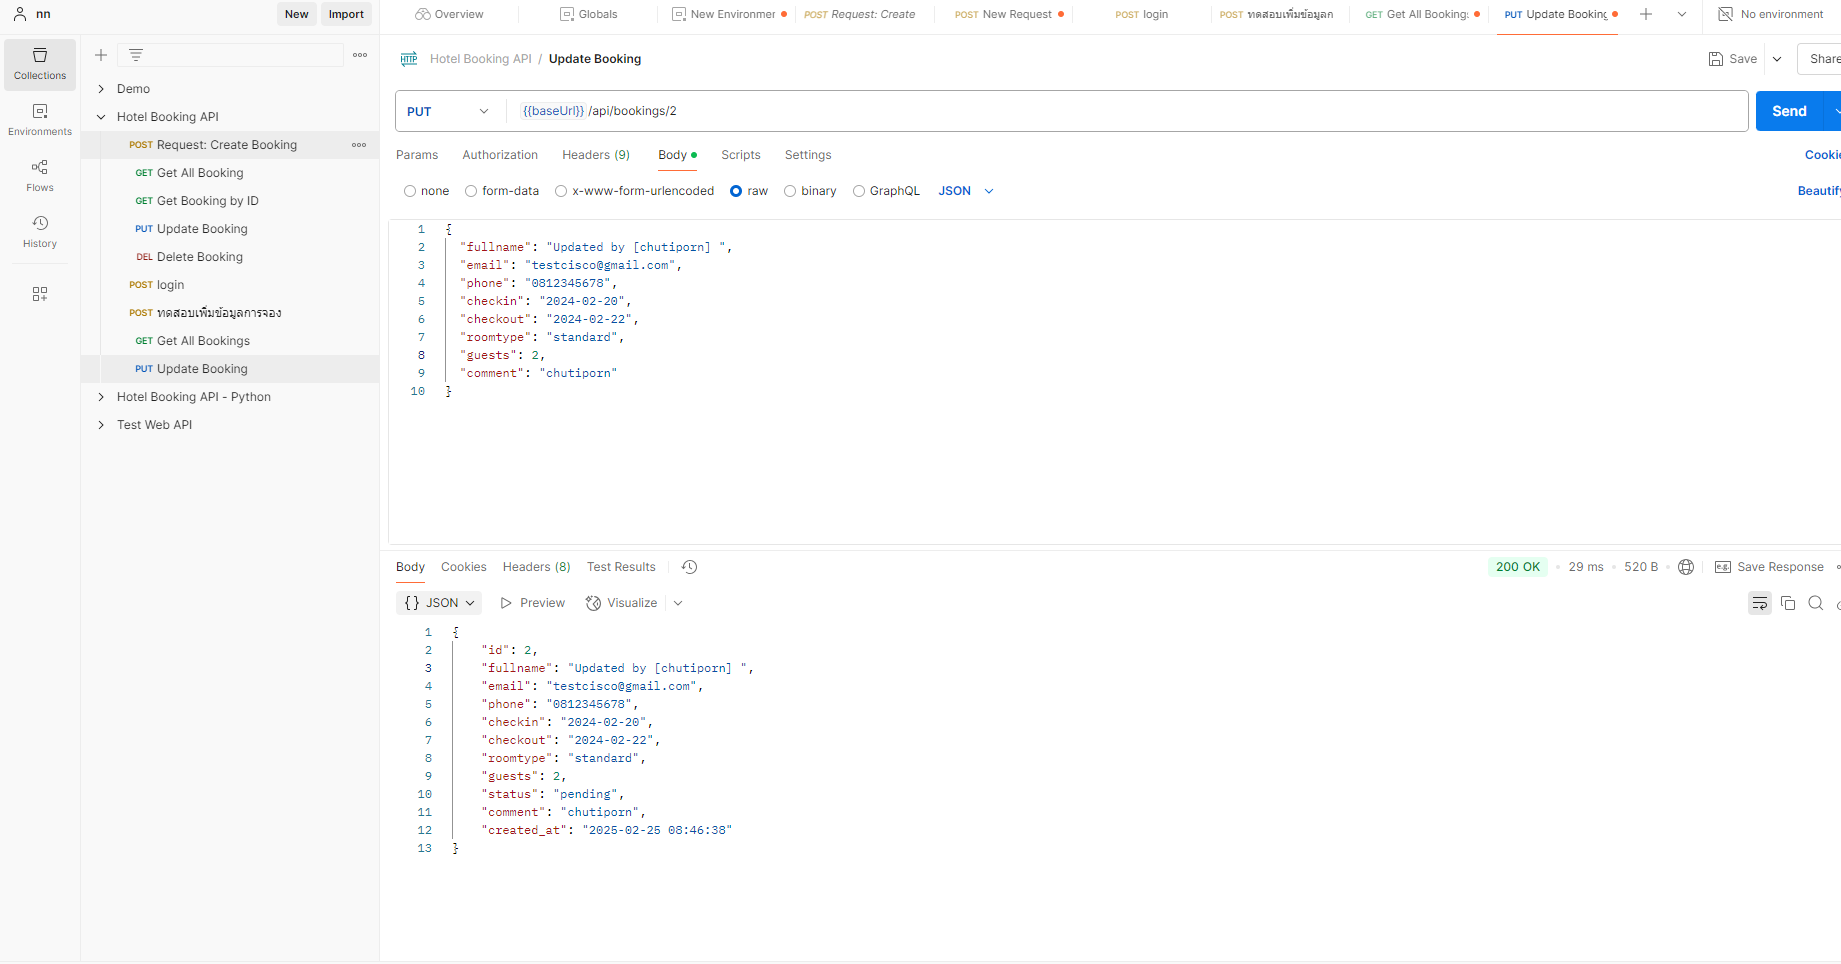 nn
New
Import
Overview
Globals
New Environmer
POST Request: Create
POST New Request
POST login
POST ทดสอบเพิ่มข้อมูลก
GET Get All Booking:
PUT Update Booking
No environment
Collections
Environments
Flows
History
Demo
Hotel Booking API
POST Request: Create Booking
GET Get All Booking
GET Get Booking by ID
PUT Update Booking
DEL Delete Booking
POST login
POST ทดสอบเพิ่มข้อมูลการจอง
GET Get All Bookings
PUT Update Booking
Hotel Booking API - Python
Test Web API
HTTP Hotel Booking API / Update Booking
Save
Share
PUT
{{baseUrl}} /api/bookings/2
Send
Params
Authorization
Headers (9)
Body
Scripts
Settings
Cookie
none
form-data
x-www-form-urlencoded
raw
binary
GraphQL
JSON
Beautify
1 {
2 "fullname": "Updated by [chutiporn] ",
3 "email": "testcisco@gmail.com",
4 "phone": "0812345678",
5 "checkin": "2024-02-20",
6 "checkout": "2024-02-22",
7 "roomtype": "standard",
8 "guests": 2,
9 "comment": "chutiporn"
10 }
Body
Cookies
Headers (8)
Test Results
200 OK
29 ms
520 B
e.g. Save Response
{} JSON
Preview
Visualize
1 {
2 "id": 2,
3 "fullname": "Updated by [chutiporn] ",
4 "email": "testcisco@gmail.com",
5 "phone": "0812345678",
6 "checkin": "2024-02-20",
7 "checkout": "2024-02-22",
8 "roomtype": "standard",
9 "guests": 2,
10 "status": "pending",
11 "comment": "chutiporn",
12 "created_at": "2025-02-25 08:46:38"
13 }